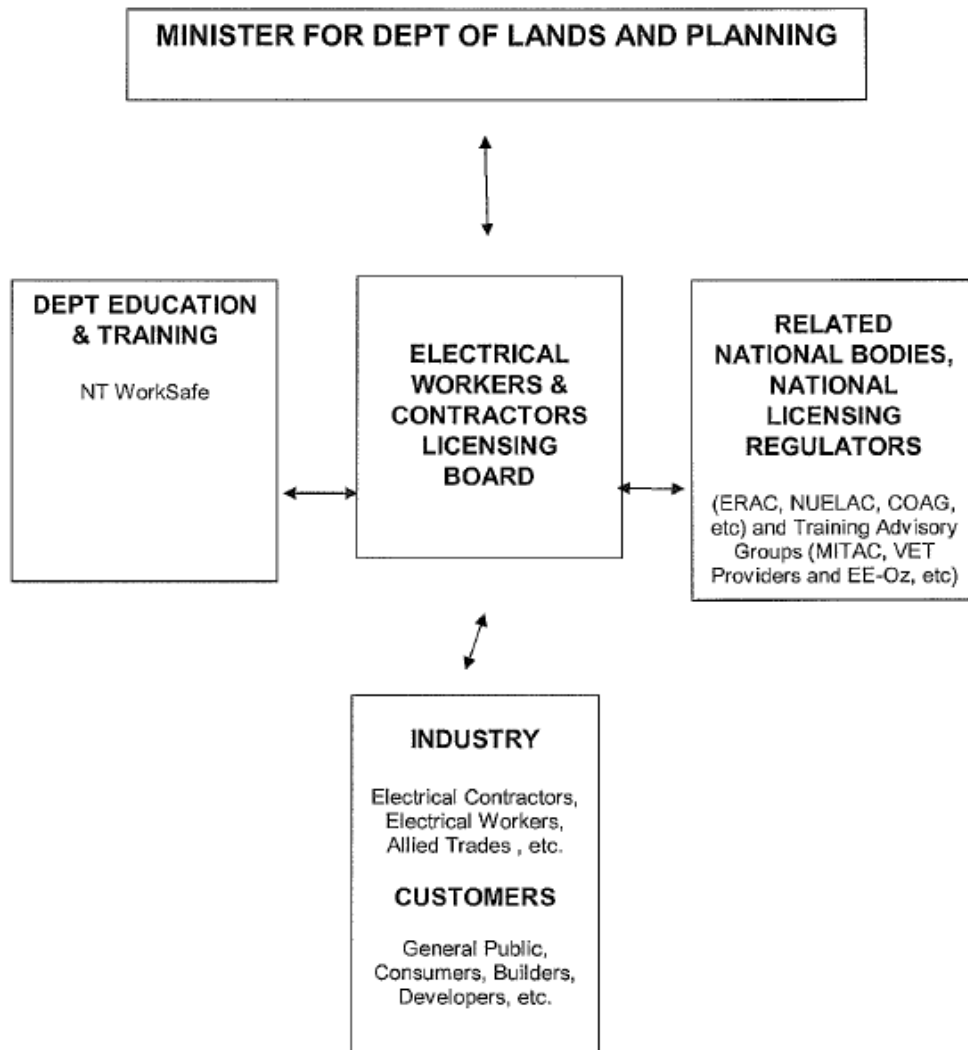 MINISTER FOR DEPT OF LANDS AND PLANNING
DEPT EDUCATION
& TRAINING
NT WorkSafe
ELECTRICAL
WORKERS &
CONTRACTORS
LICENSING
BOARD
RELATED
NATIONAL BODIES,
NATIONAL
LICENSING
REGULATORS
(ERAC, NUELAC, COAG,
etc) and Training Advisory
Groups (MITAC, VET
Providers and EE-Oz, etc)
INDUSTRY
Electrical Contractors,
Electrical Workers,
Allied Trades , etc.
CUSTOMERS
General Public,
Consumers, Builders,
Developers, etc.